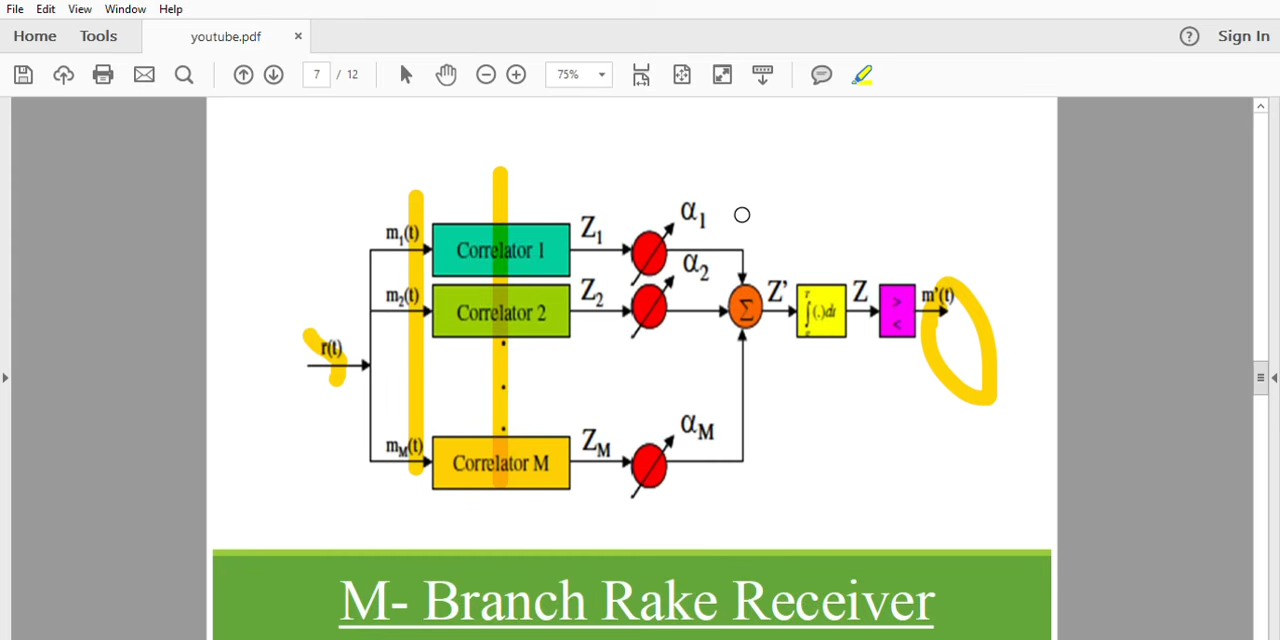 File Edit View Window Help
Home Tools youtube.pdf × ? Sign In
7 / 12 75%
α1
m1(t) Correlator 1 Z1
α2
m2(t) Correlator 2 Z2 Σ Z' ∫(.)dt Z > < m'(t)
r(t)
αM
mM(t) Correlator M ZM
M- Branch Rake Receiver